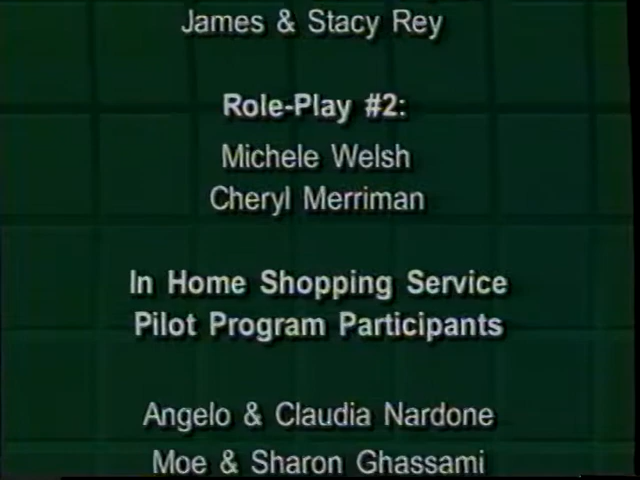 James & Stacy Rey
Role-Play #2:
Michele Welsh
Cheryl Merriman
In Home Shopping Service
Pilot Program Participants
Angelo & Claudia Nardone
Moe & Sharon Ghassami